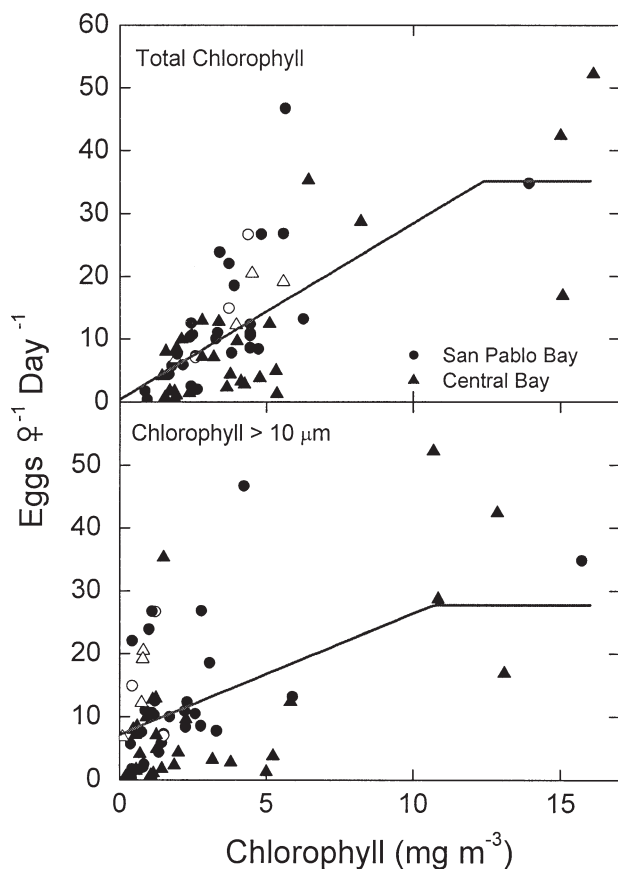 60
Total Chlorophyll
50
40
30
20
10
0
San Pablo Bay
Central Bay
Chlorophyll > 10 μm
50
40
30
20
10
0
0 5 10 15
Eggs ♀⁻¹ Day⁻¹
Chlorophyll (mg m⁻³)